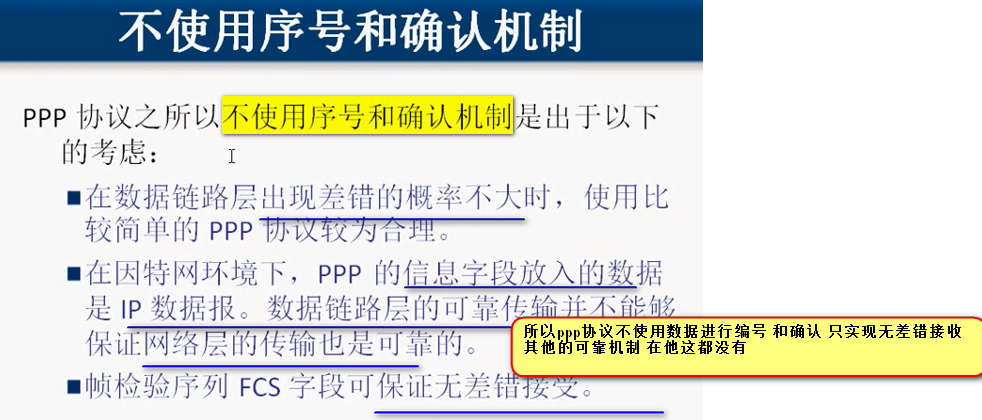 不使用序号和确认机制
PPP 协议之所以不使用序号和确认机制是出于以下
的考虑：
■在数据链路层出现差错的概率不大时，使用比
较简单的 PPP 协议较为合理。
■在因特网环境下，PPP 的信息字段放入的数据
是 IP 数据报。数据链路层的可靠传输并不能够
保证网络层的传输也是可靠的。
■帧检验序列 FCS 字段可保证无差错接受。
所以ppp协议不使用数据进行编号 和确认 只实现无差错接收
其他的可靠机制 在他这都没有